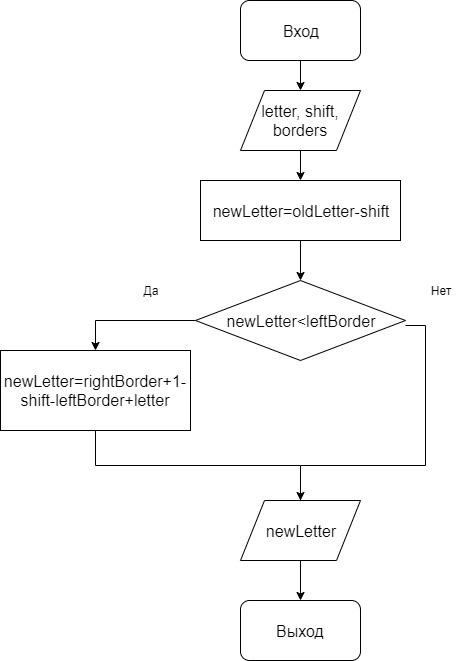 Вход
letter, shift,
borders
newLetter=oldLetter-shift
Да
Нет
newLetter<leftBorder
newLetter=rightBorder+1-
shift-leftBorder+letter
newLetter
Выход